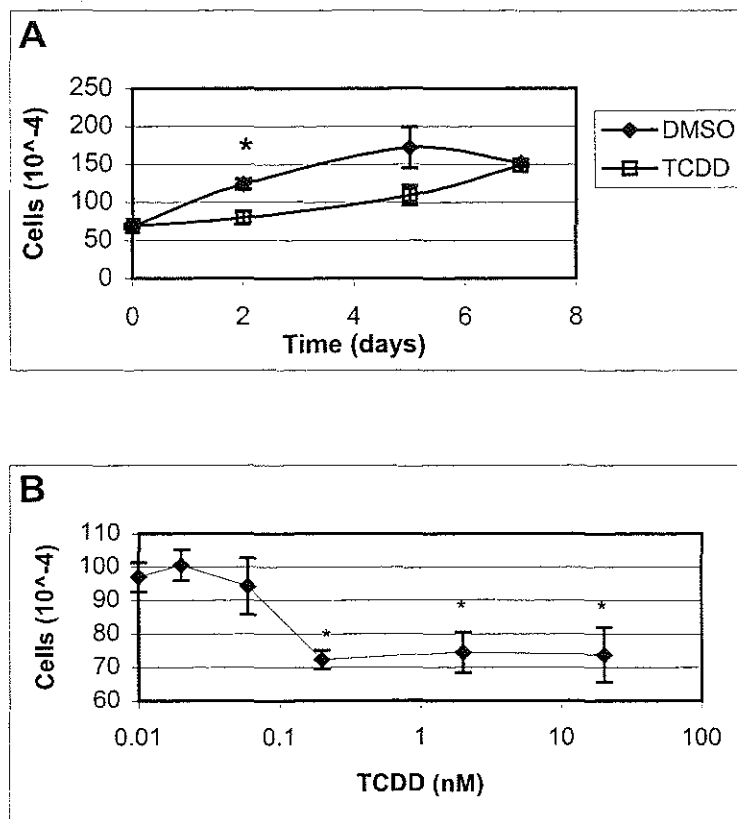 A
250
200
150
100
50
0
*
Cells (10^-4)
0 2 4 6 8
Time (days)
DMSO
TCDD
B
110
100
90
80
70
60
* * *
Cells (10^-4)
0.01 0.1 1 10 100
TCDD (nM)